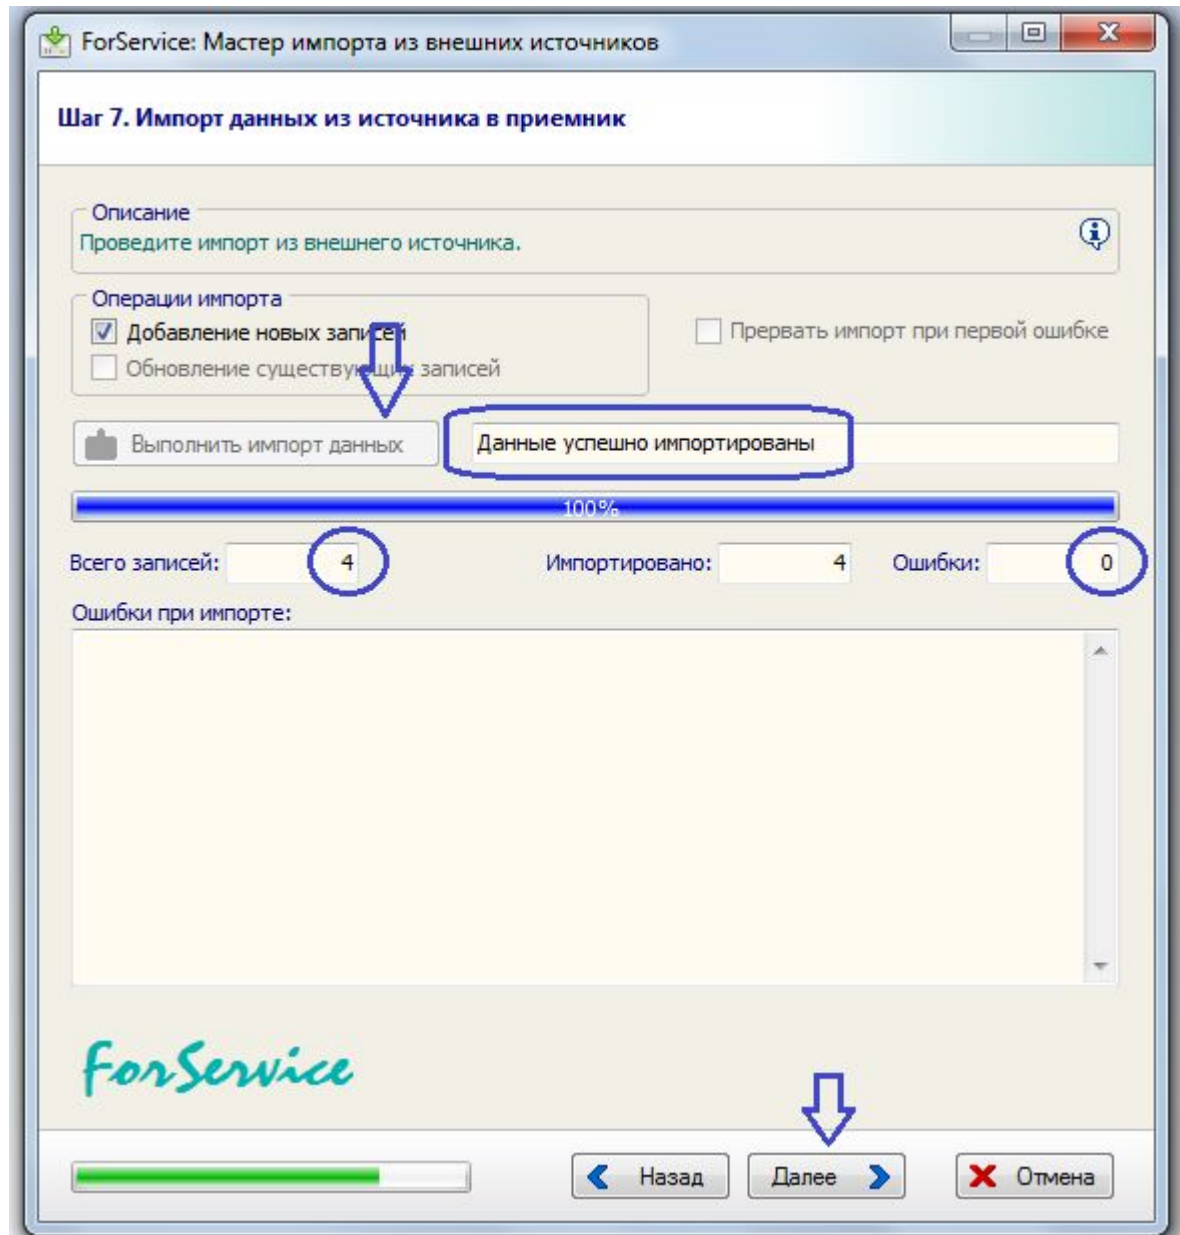 ForService: Мастер импорта из внешних источников
Шаг 7. Импорт данных из источника в приемник
Описание
Проведите импорт из внешнего источника.
Операции импорта
Добавление новых записей
Прервать импорт при первой ошибке
Обновление существующих записей
Выполнить импорт данных
Данные успешно импортированы
100%
Всего записей: 4 Импортировано: 4 Ошибки: 0
Ошибки при импорте:
ForService
Назад Далее Отмена